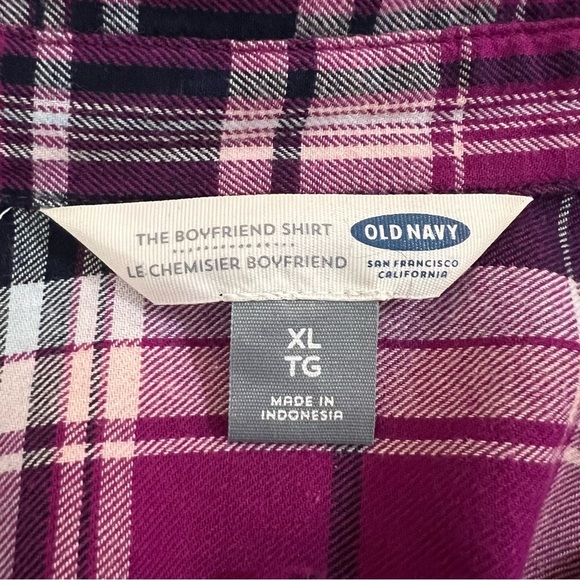 THE BOYFRIEND SHIRT
LE CHEMISIER BOYFRIEND
OLD NAVY
SAN FRANCISCO
CALIFORNIA
XL
TG
MADE IN
INDONESIA